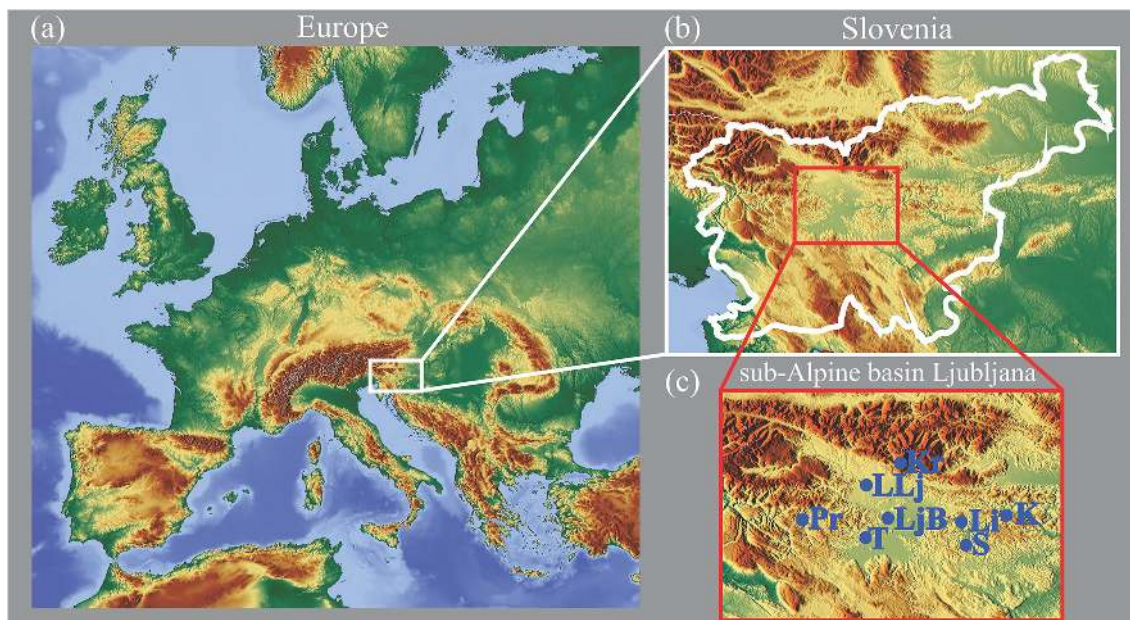 (a) Europe
(b) Slovenia
(c) sub-Alpine basin Ljubljana
Kr
LLj
Pr LjB Li K
T S